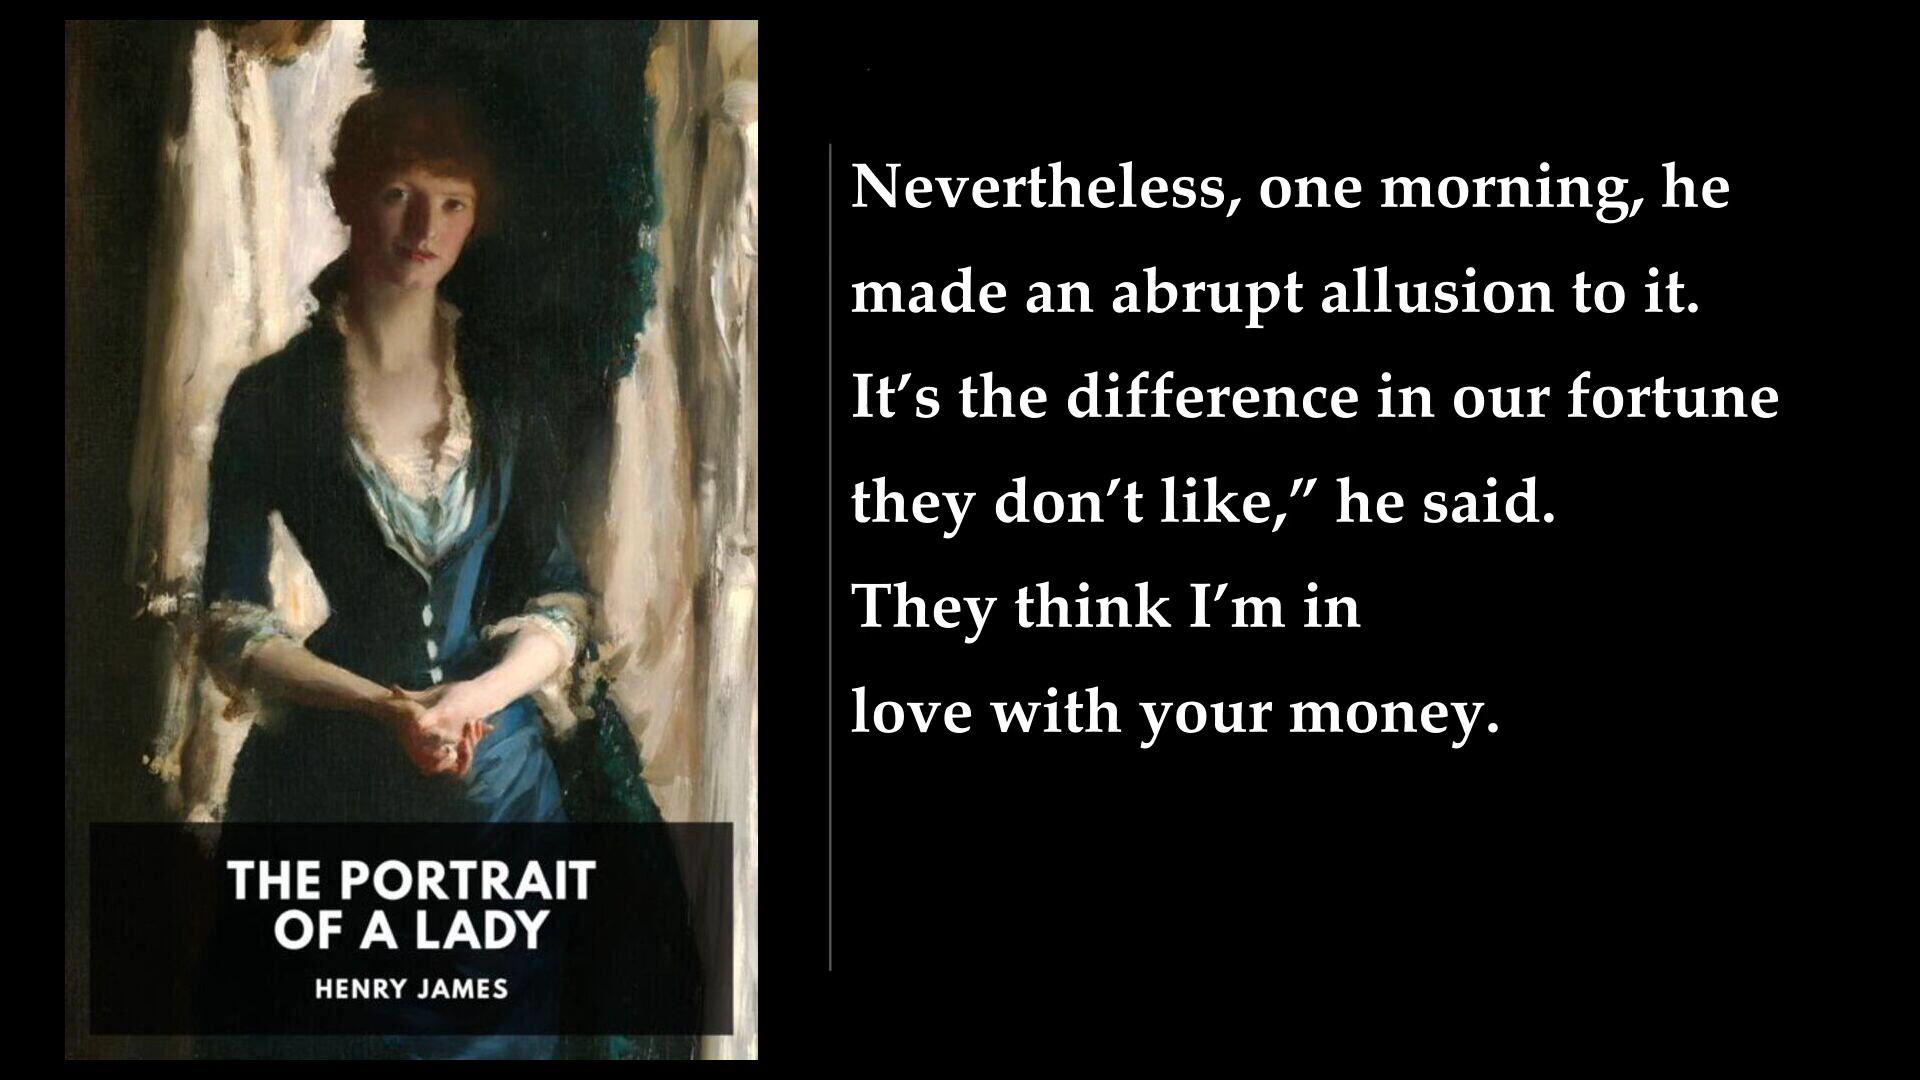 THE PORTRAIT
OF A LADY
HENRY JAMES
Nevertheless, one morning, he
made an abrupt allusion to it.
It’s the difference in our fortune
they don’t like,” he said.
They think I’m in
love with your money.